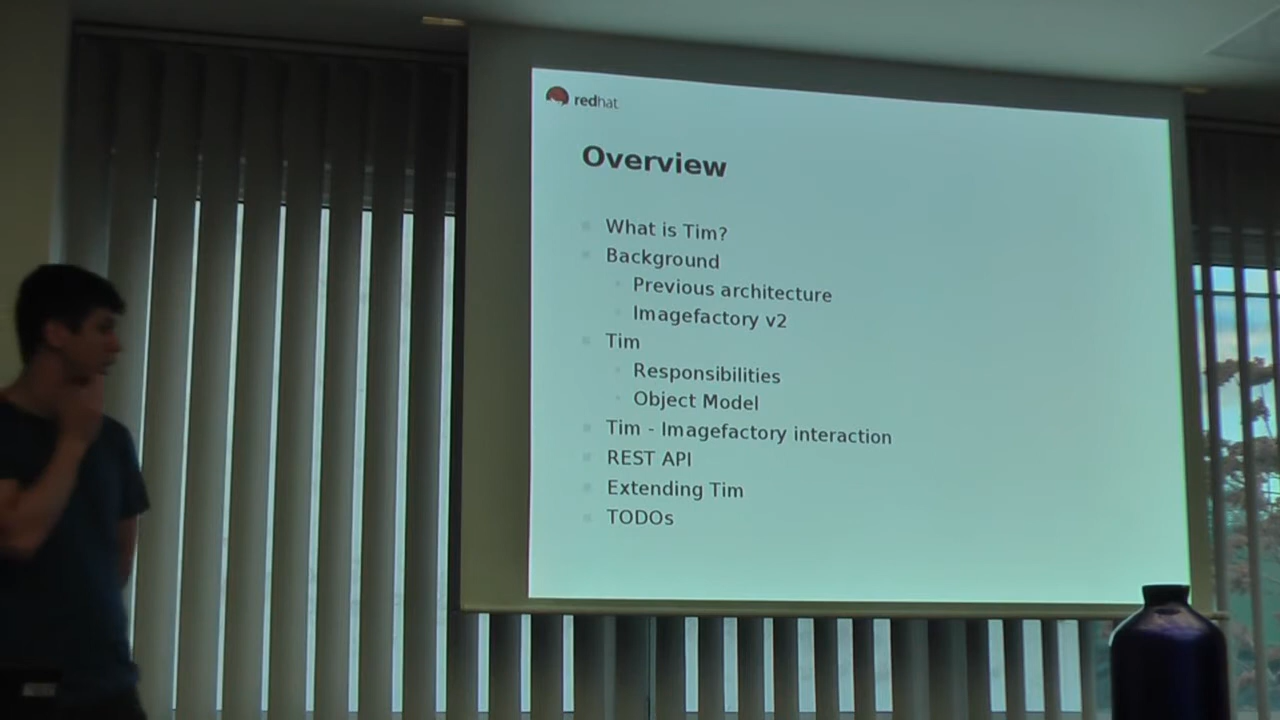 redhat
Overview
What is Tim?
Background
Previous architecture
Imagefactory v2
Tim
Responsibilities
Object Model
Tim - Imagefactory interaction
REST API
Extending Tim
TODOs